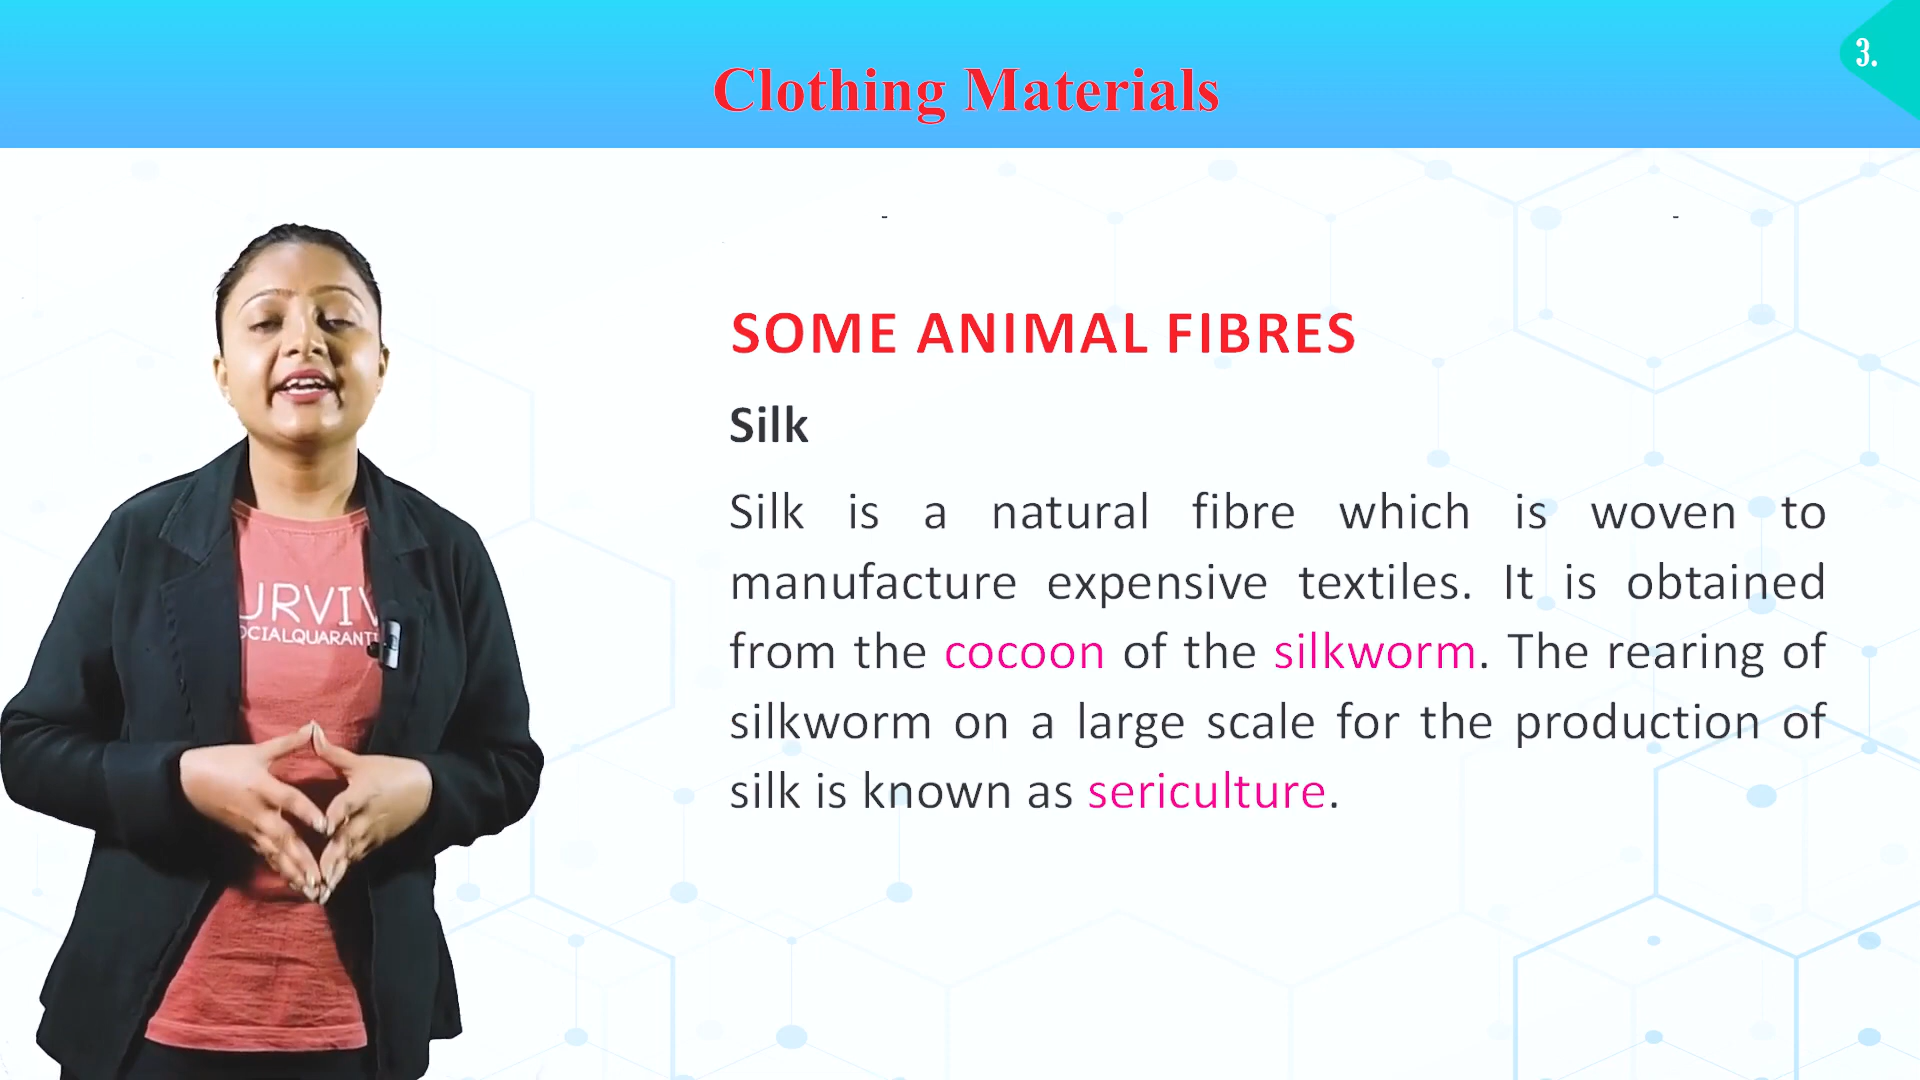 Clothing Materials
3.
SOME ANIMAL FIBRES
Silk
Silk is a natural fibre which is woven to
manufacture expensive textiles. It is obtained
from the cocoon of the silkworm. The rearing of
silkworm on a large scale for the production of
silk is known as sericulture.
URVIV
OCIALQUARANT